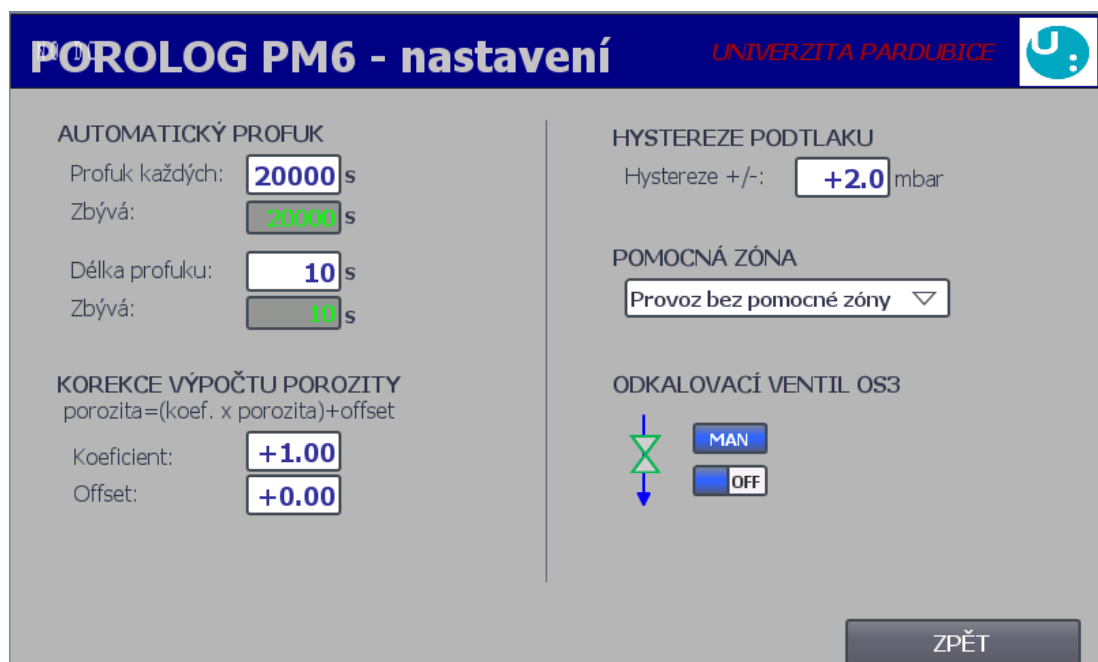 POROLOG PM6 - nastavení
UNIVERZITA PARDUBICE
U:
AUTOMATICKÝ PROFUK
Profuk každých: 20000 s
Zbývá: 20000 s
Délka profuku: 10 s
Zbývá: 10 s
KOREKCE VÝPOČTU POROZITY
porozita=(koef. x porozita)+offset
Koeficient: +1.00
Offset: +0.00
HYSTEREZE PODTLAKU
Hystereze +/-: +2.0 mbar
POMOCNÁ ZÓNA
Provoz bez pomocné zóny
ODKALOVACÍ VENTIL OS3
MAN
OFF
ZPĚT